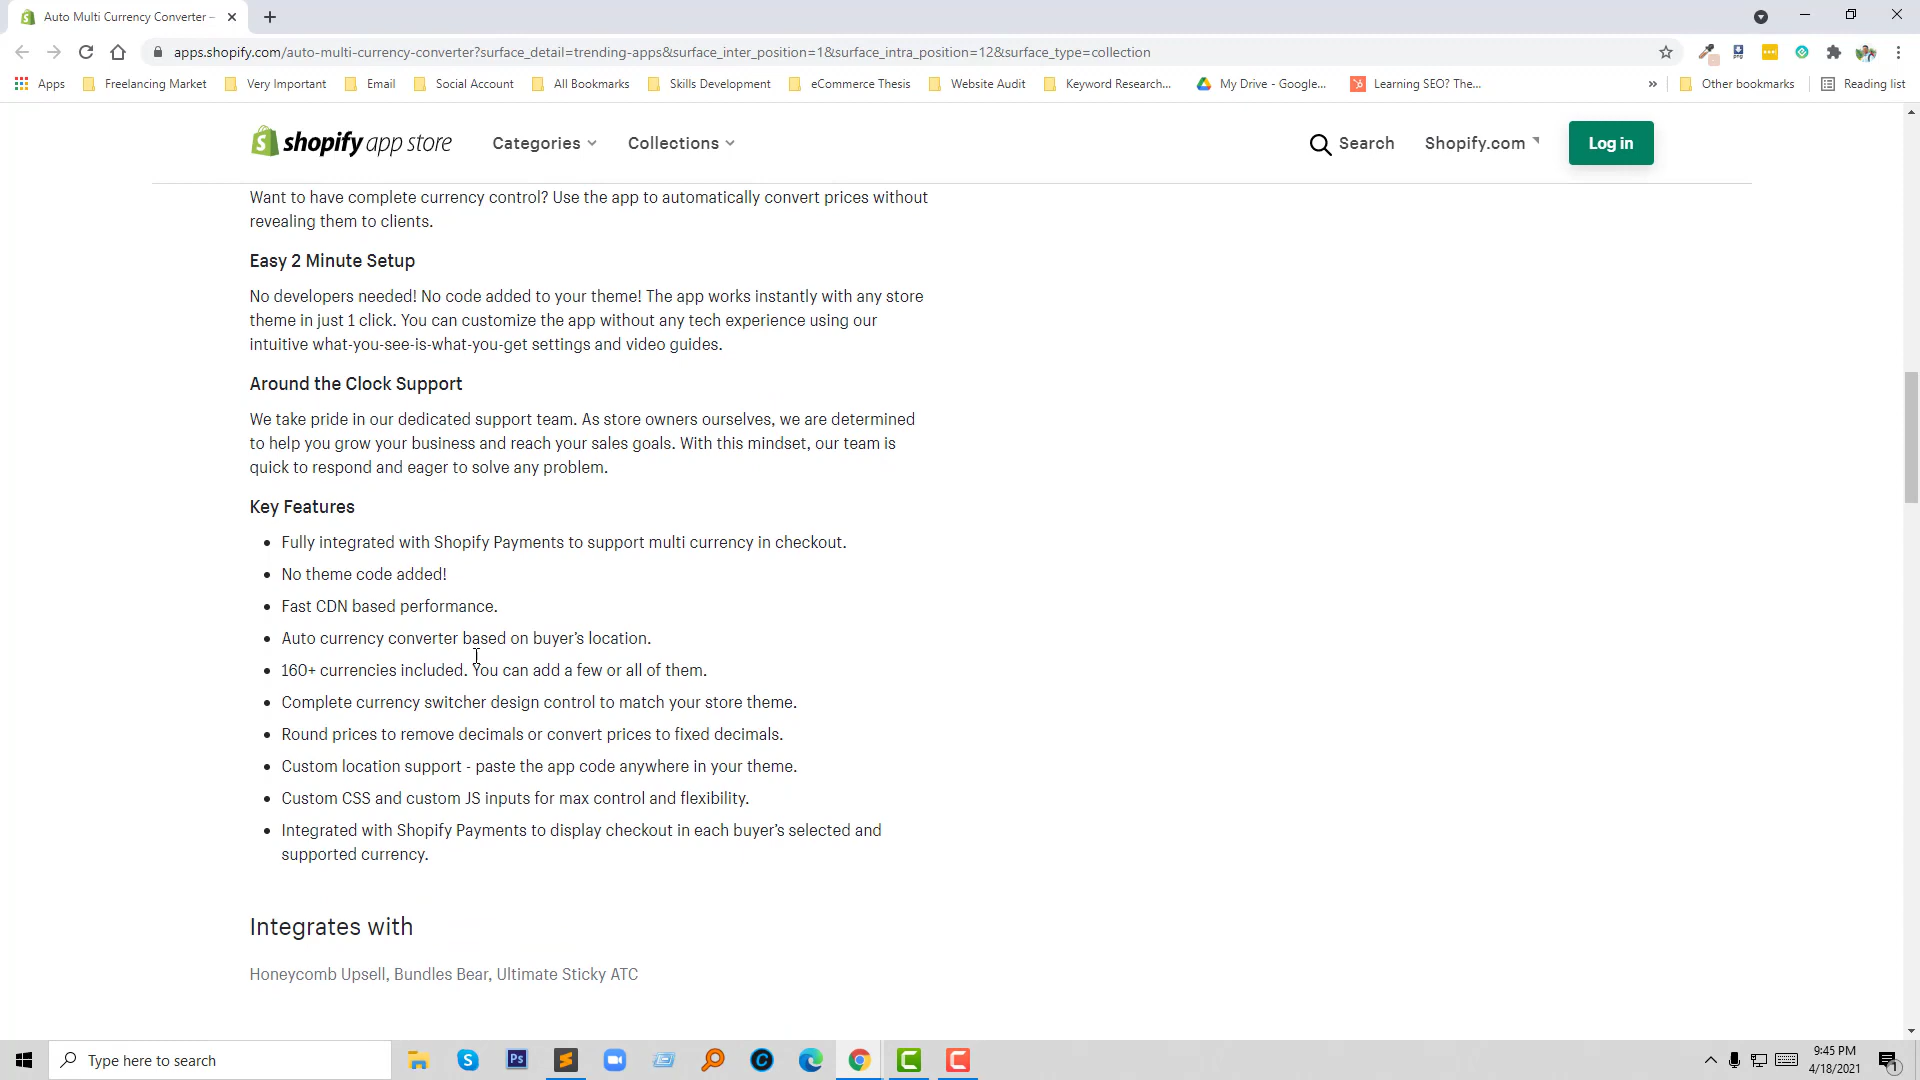 Auto Multi Currency Converter –
apps.shopify.com/auto-multi-currency-converter?surface_detail=trending-apps&surface_inter_position=1&surface_intra_position=12&surface_type=collection
Apps Freelancing Market Very Important Email Social Account All Bookmarks Skills Development eCommerce Thesis Website Audit Keyword Research... My Drive - Google... Learning SEO? The... » Other bookmarks Reading list
shopify app store Categories Collections Search Shopify.com Log in
Want to have complete currency control? Use the app to automatically convert prices without
revealing them to clients.
Easy 2 Minute Setup
No developers needed! No code added to your theme! The app works instantly with any store
theme in just 1 click. You can customize the app without any tech experience using our
intuitive what-you-see-is-what-you-get settings and video guides.
Around the Clock Support
We take pride in our dedicated support team. As store owners ourselves, we are determined
to help you grow your business and reach your sales goals. With this mindset, our team is
quick to respond and eager to solve any problem.
Key Features
• Fully integrated with Shopify Payments to support multi currency in checkout.
• No theme code added!
• Fast CDN based performance.
• Auto currency converter based on buyer's location.
• 160+ currencies included. You can add a few or all of them.
• Complete currency switcher design control to match your store theme.
• Round prices to remove decimals or convert prices to fixed decimals.
• Custom location support - paste the app code anywhere in your theme.
• Custom CSS and custom JS inputs for max control and flexibility.
• Integrated with Shopify Payments to display checkout in each buyer's selected and
supported currency.
Integrates with
Honeycomb Upsell, Bundles Bear, Ultimate Sticky ATC
Type here to search
Ps
9:45 PM
4/18/2021
1